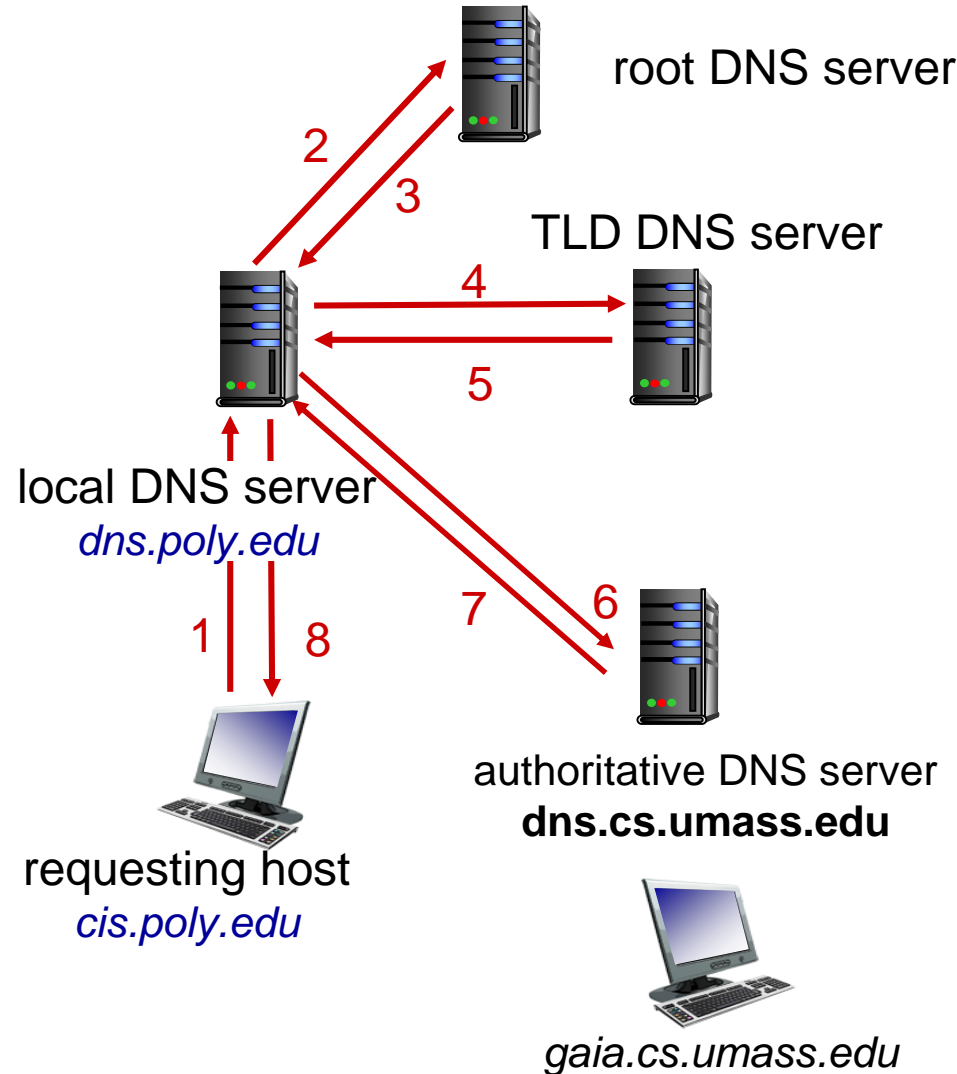 root DNS server
2
3
TLD DNS server
4
5
local DNS server
dns.poly.edu
1
8
7
6
requesting host
cis.poly.edu
authoritative DNS server
dns.cs.umass.edu
gaia.cs.umass.edu